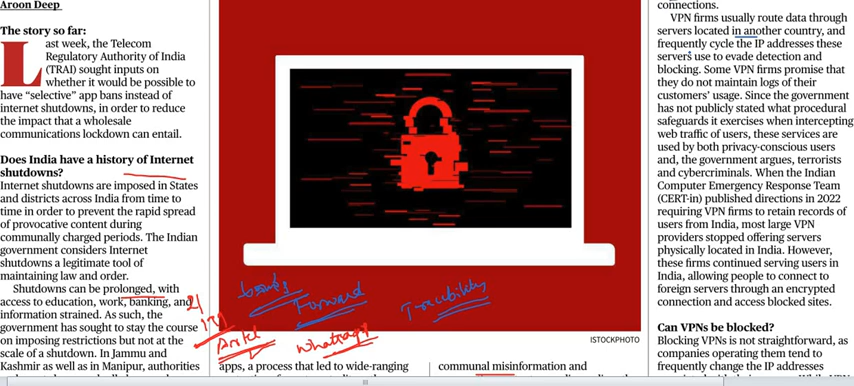 Aroon Deep
The story so far:
Last week, the Telecom
Regulatory Authority of India
(TRAI) sought inputs on
whether it would be possible to
have “selective” app bans instead of
internet shutdowns, in order to reduce
the impact that a wholesale
communications lockdown can entail.
Does India have a history of Internet
shutdowns?
Internet shutdowns are imposed in States
and districts across India from time to
time in order to prevent the rapid spread
of provocative content during
communally charged periods. The Indian
government considers Internet
shutdowns a legitimate tool of
maintaining law and order.
Shutdowns can be prolonged, with
access to education, work, banking, and
information strained. As such, the
government has sought to stay the course
on imposing restrictions but not at the
scale of a shutdown. In Jammu and
Kashmir as well as in Manipur, authorities
21
191
Forward
Tracibility
Whatsapp
ISTOCKPHOTO
apps, a process that led to wide-ranging
communal misinformation and
connections.
VPN firms usually route data through
servers located in another country, and
frequently cycle the IP addresses these
servers use to evade detection and
blocking. Some VPN firms promise that
they do not maintain logs of their
customers’ usage. Since the government
has not publicly stated what procedural
safeguards it exercises when intercepting
web traffic of users, these services are
used by both privacy-conscious users
and, the government argues, terrorists
and cybercriminals. When the Indian
Computer Emergency Response Team
(CERT-in) published directions in 2022
requiring VPN firms to retain records of
users from India, most large VPN
providers stopped offering servers
physically located in India. However,
these firms continued serving users in
India, allowing people to connect to
foreign servers through an encrypted
connection and access blocked sites.
Can VPNs be blocked?
Blocking VPNs is not straightforward, as
companies operating them tend to
frequently change the IP addresses